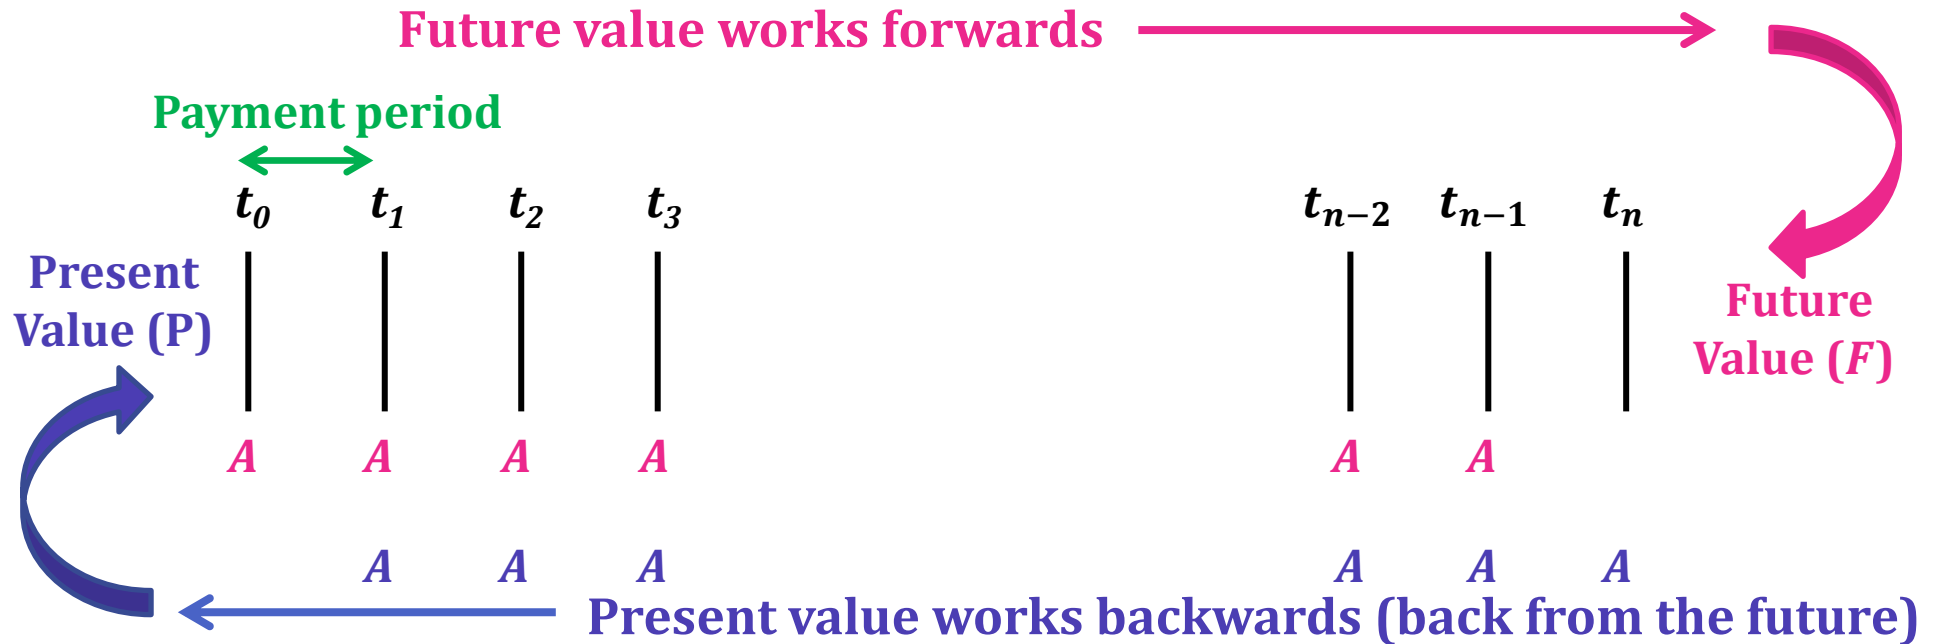 Future value works forwards
Payment period
t₀ t₁ t₂ t₃ tₙ₋₂ tₙ₋₁ tₙ
Present
Value (P)
Future
Value (F)
A A A A A A
A A A A A A
Present value works backwards (back from the future)